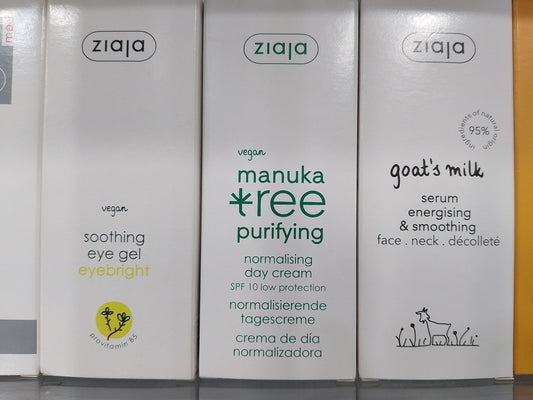 ziaja
vegan
soothing
eye gel
eyebright
provitamin B5
ziaja
vegan
manuka
tree
purifying
normalising
day cream
SPF 10 low protection
normalisierende
tagescreme
crema de día
normalizadora
ziaja
95%
ingredients of natural origin
goat's milk
serum
energising
& smoothing
face . neck . décolleté